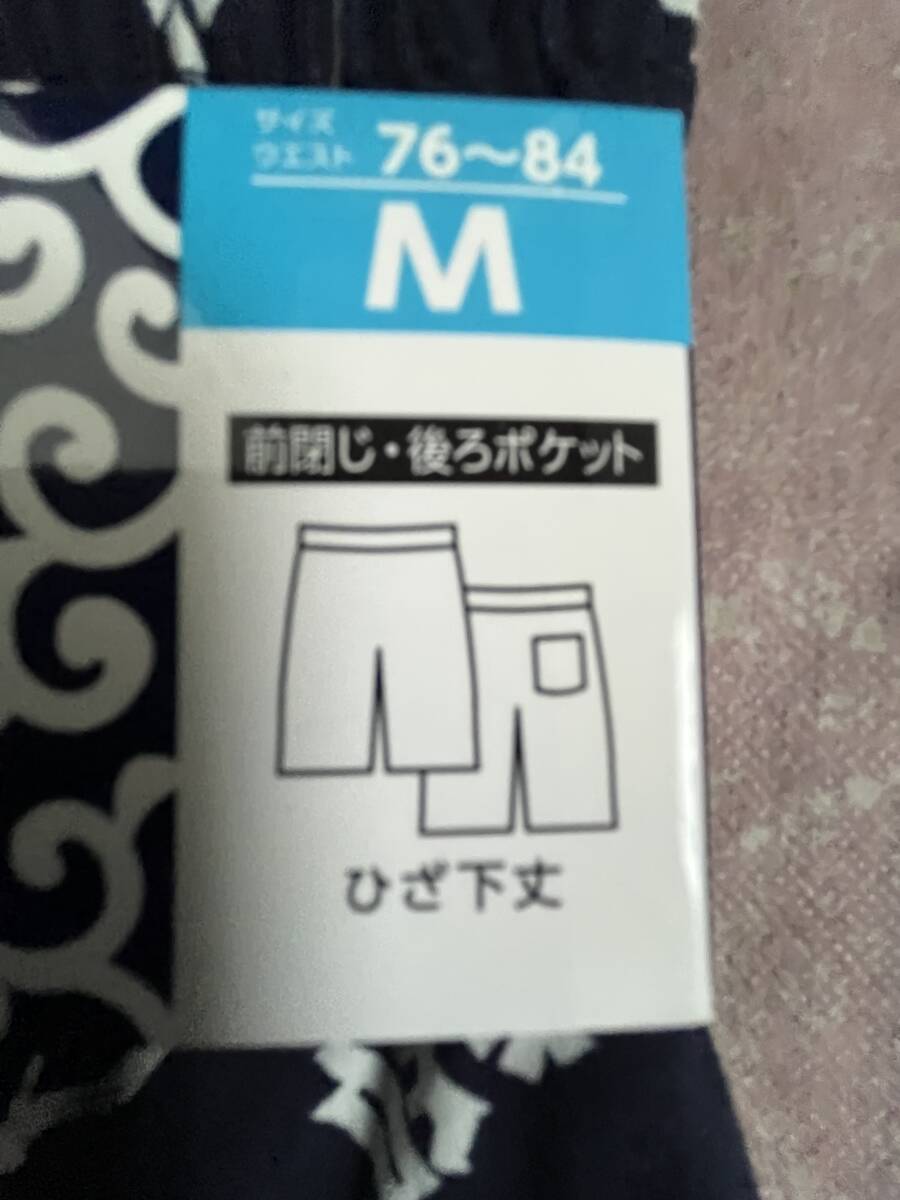 サイズ
ウエスト 76～84
M
前閉じ・後ろポケット
ひざ下丈